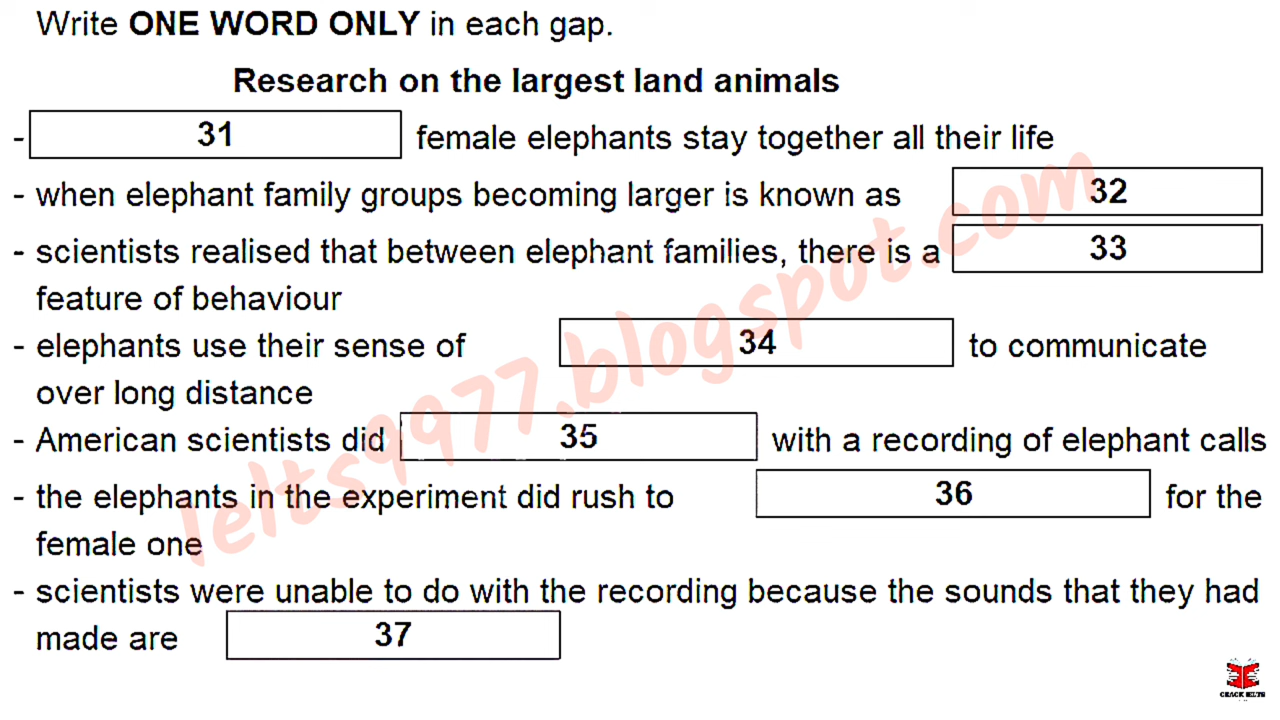 Write ONE WORD ONLY in each gap.
Research on the largest land animals
- 31 female elephants stay together all their life
- when elephant family groups becoming larger is known as 32
- scientists realised that between elephant families, there is a 33
feature of behaviour
- elephants use their sense of 34 to communicate
over long distance
- American scientists did 35 with a recording of elephant calls
- the elephants in the experiment did rush to 36 for the
female one
- scientists were unable to do with the recording because the sounds that they had
made are 37
Ielts9977.blogspot.com
CRACK IELTS